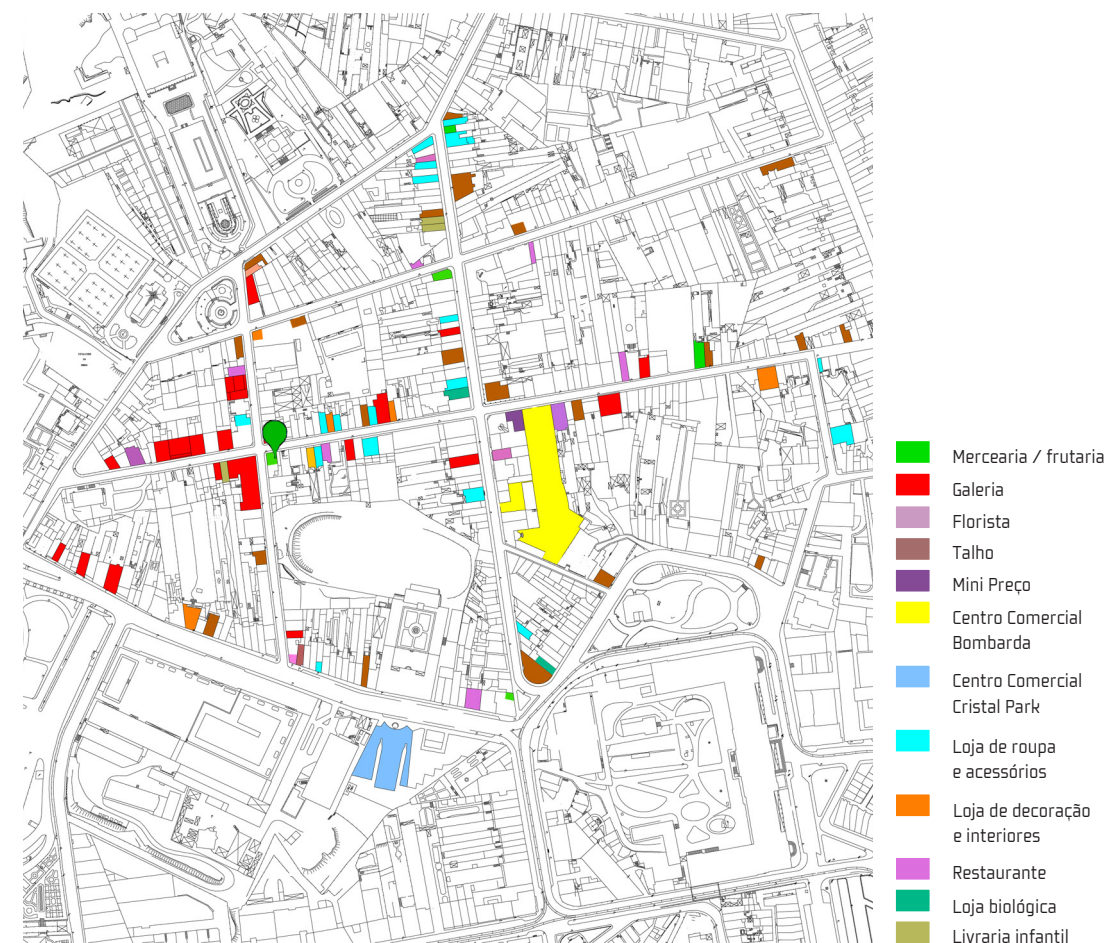 Mercearia / frutaria
Galeria
Florista
Talho
Mini Preço
Centro Comercial
Bombarda
Centro Comercial
Cristal Park
Loja de roupa
e acessórios
Loja de decoração
e interiores
Restaurante
Loja biológica
Livraria infantil